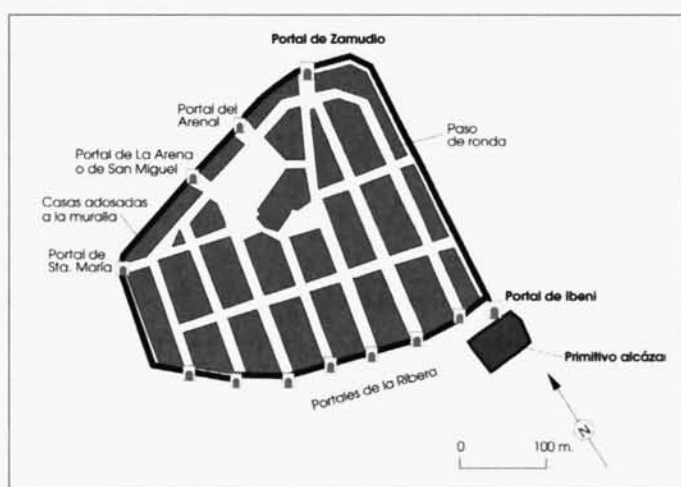 Portal de Zamudio
Portal del
Arenal
Paso
de ronda
Portal de La Arena
o de San Miguel
Casas adosadas
a la muralla
Portal de
Sta. María
Portal de Ibeni
Primitivo alcáza
Portales de la Ribera
N
0 100 m.